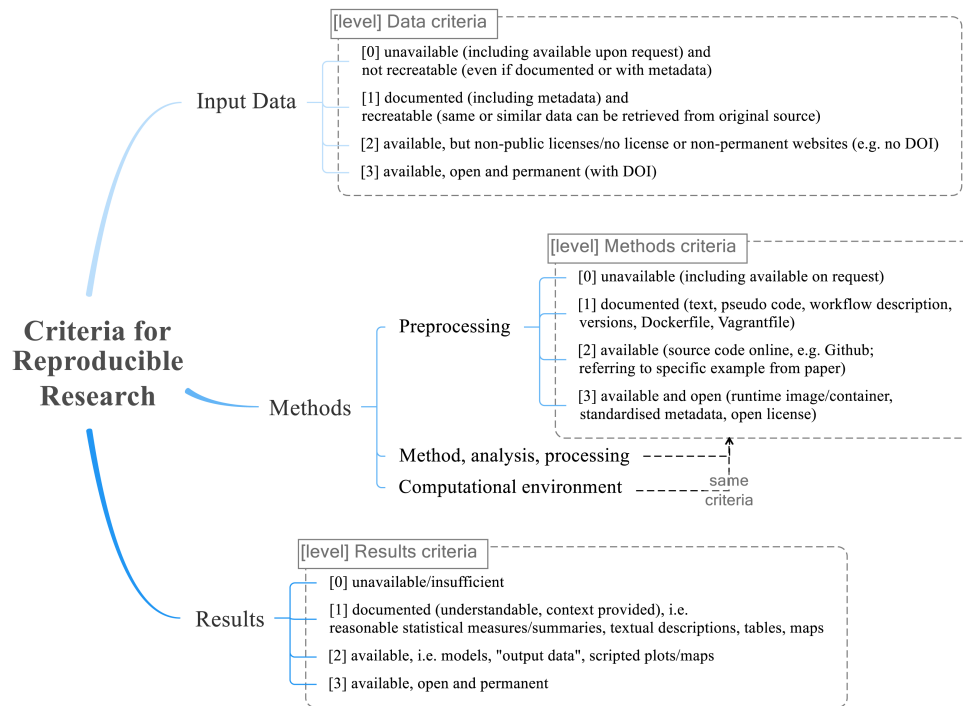 [level] Data criteria
[0] unavailable (including available upon request) and
not recreatable (even if documented or with metadata)
Input Data
[1] documented (including metadata) and
recreatable (same or similar data can be retrieved from original source)
[2] available, but non-public licenses/no license or non-permanent websites (e.g. no DOI)
[3] available, open and permanent (with DOI)
[level] Methods criteria
[0] unavailable (including available on request)
[1] documented (text, pseudo code, workflow description,
versions, Dockerfile, Vagrantfile)
Preprocessing
[2] available (source code online, e.g. Github;
referring to specific example from paper)
[3] available and open (runtime image/container,
standardised metadata, open license)
Criteria for
Reproducible
Research
Methods
Method, analysis, processing
Computational environment
same
criteria
[level] Results criteria
[0] unavailable/insufficient
[1] documented (understandable, context provided), i.e.
reasonable statistical measures/summaries, textual descriptions, tables, maps
Results
[2] available, i.e. models, "output data", scripted plots/maps
[3] available, open and permanent